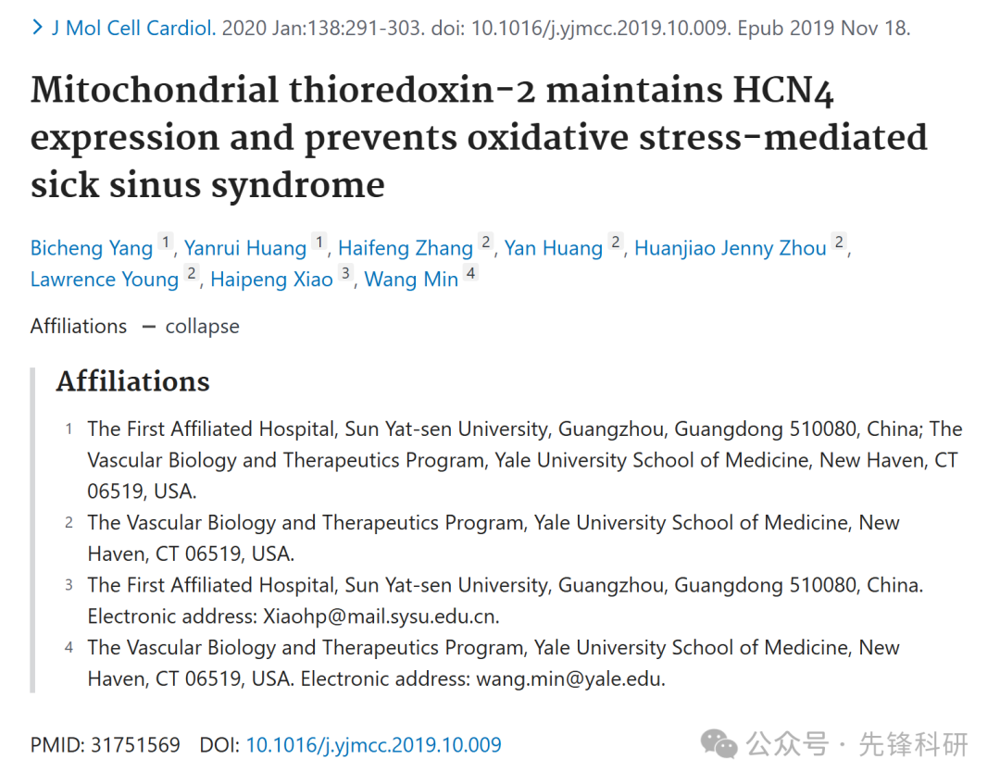 J Mol Cell Cardiol. 2020 Jan:138:291-303. doi: 10.1016/j.yjmcc.2019.10.009. Epub 2019 Nov 18.
Mitochondrial thioredoxin-2 maintains HCN4
expression and prevents oxidative stress-mediated
sick sinus syndrome
Bicheng Yang 1, Yanrui Huang 1, Haifeng Zhang 2, Yan Huang 2, Huanjiao Jenny Zhou 2,
Lawrence Young 2, Haipeng Xiao 3, Wang Min 4
Affiliations — collapse
Affiliations
1 The First Affiliated Hospital, Sun Yat-sen University, Guangzhou, Guangdong 510080, China; The
Vascular Biology and Therapeutics Program, Yale University School of Medicine, New Haven, CT
06519, USA.
2 The Vascular Biology and Therapeutics Program, Yale University School of Medicine, New
Haven, CT 06519, USA.
3 The First Affiliated Hospital, Sun Yat-sen University, Guangzhou, Guangdong 510080, China.
Electronic address: Xiaohp@mail.sysu.edu.cn.
4 The Vascular Biology and Therapeutics Program, Yale University School of Medicine, New
Haven, CT 06519, USA. Electronic address: wang.min@yale.edu.
PMID: 31751569 DOI: 10.1016/j.yjmcc.2019.10.009
公众号 · 先锋科研